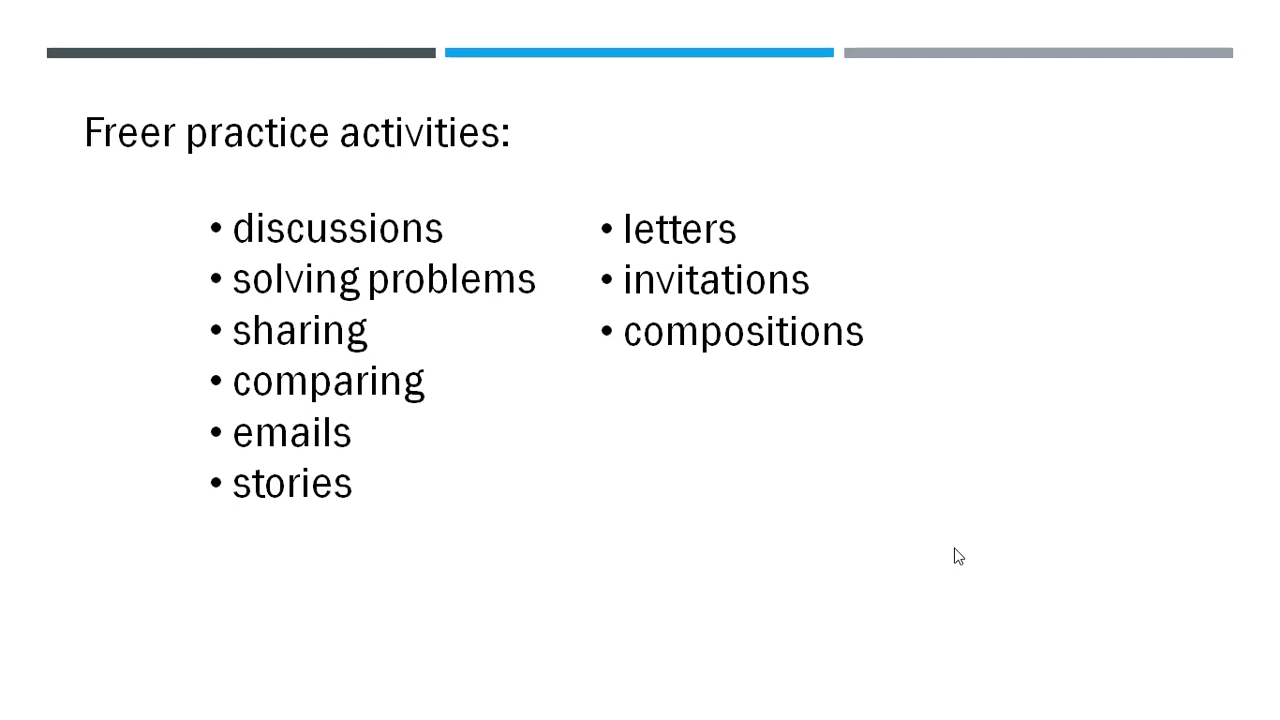 Freer practice activities:
• discussions
• solving problems
• sharing
• comparing
• emails
• stories
• letters
• invitations
• compositions